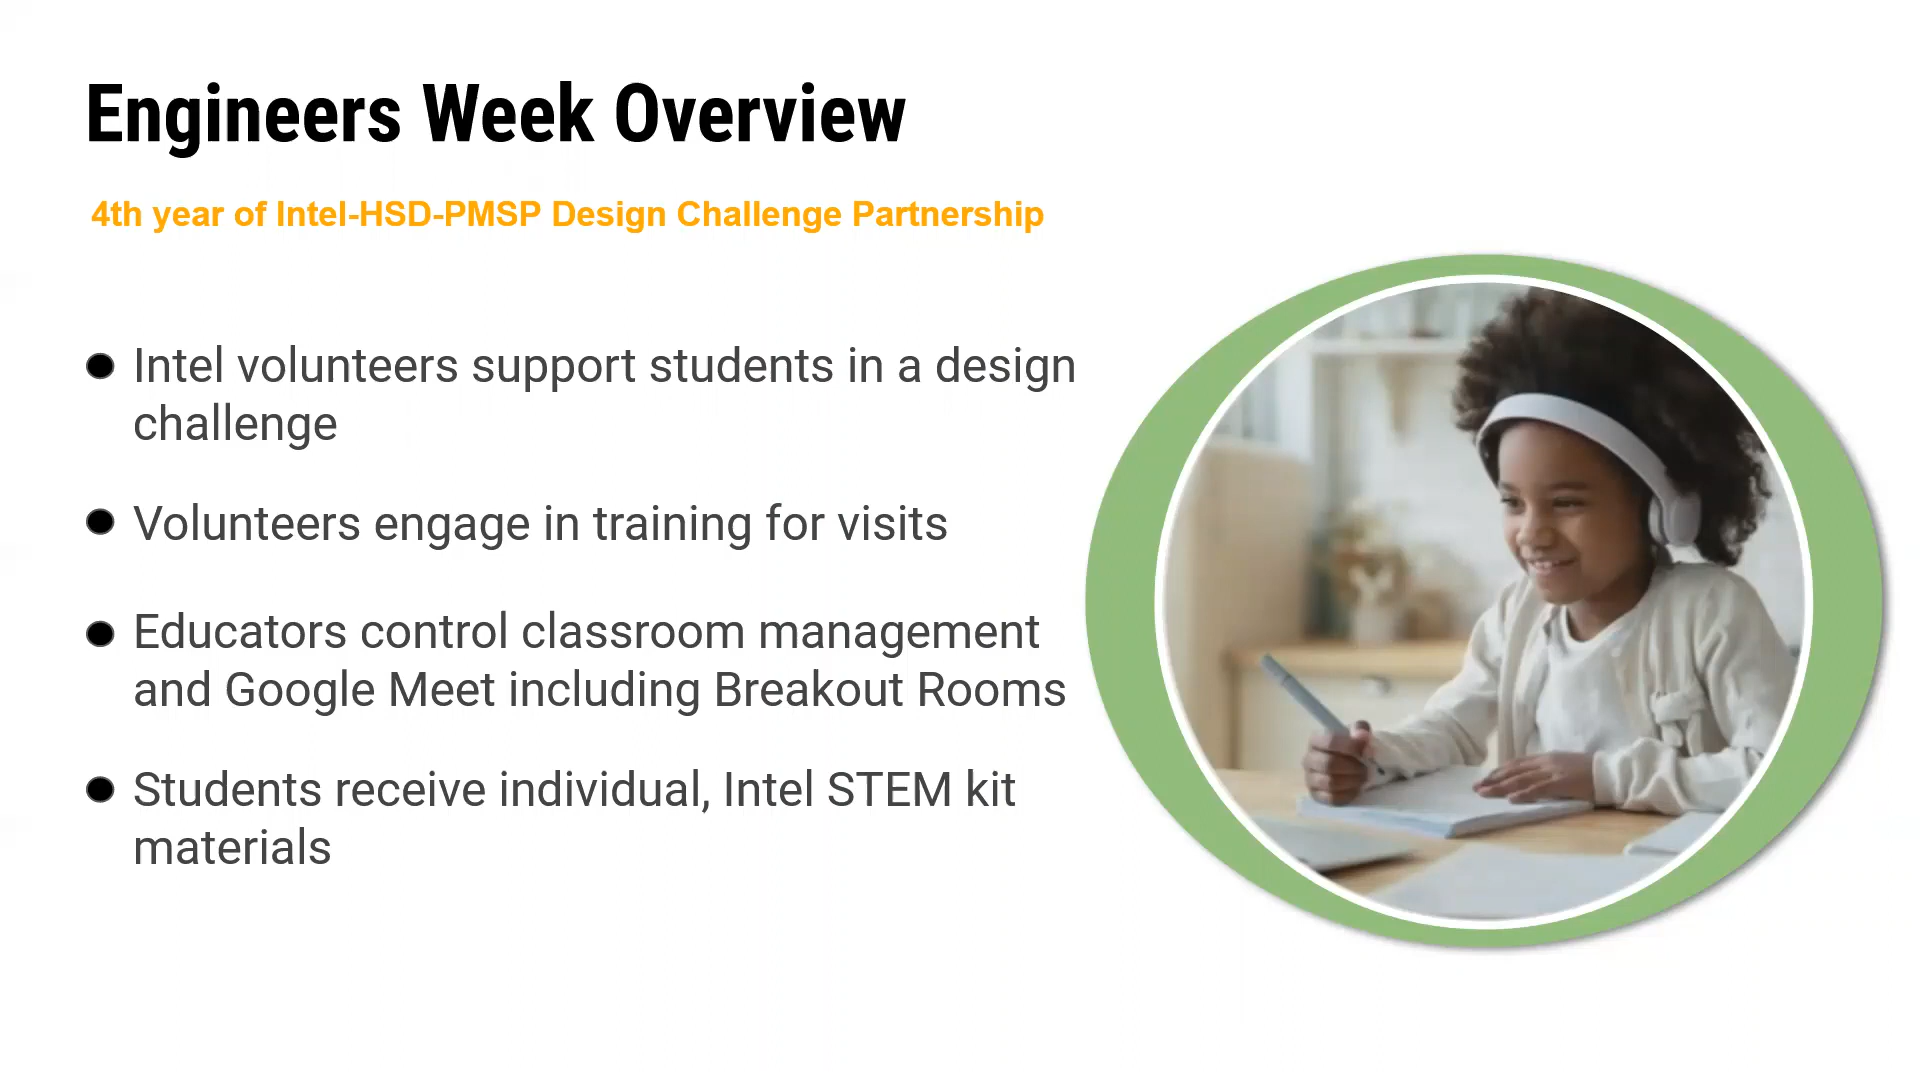 Engineers Week Overview
4th year of Intel-HSD-PMSP Design Challenge Partnership
● Intel volunteers support students in a design
challenge
● Volunteers engage in training for visits
● Educators control classroom management
and Google Meet including Breakout Rooms
● Students receive individual, Intel STEM kit
materials